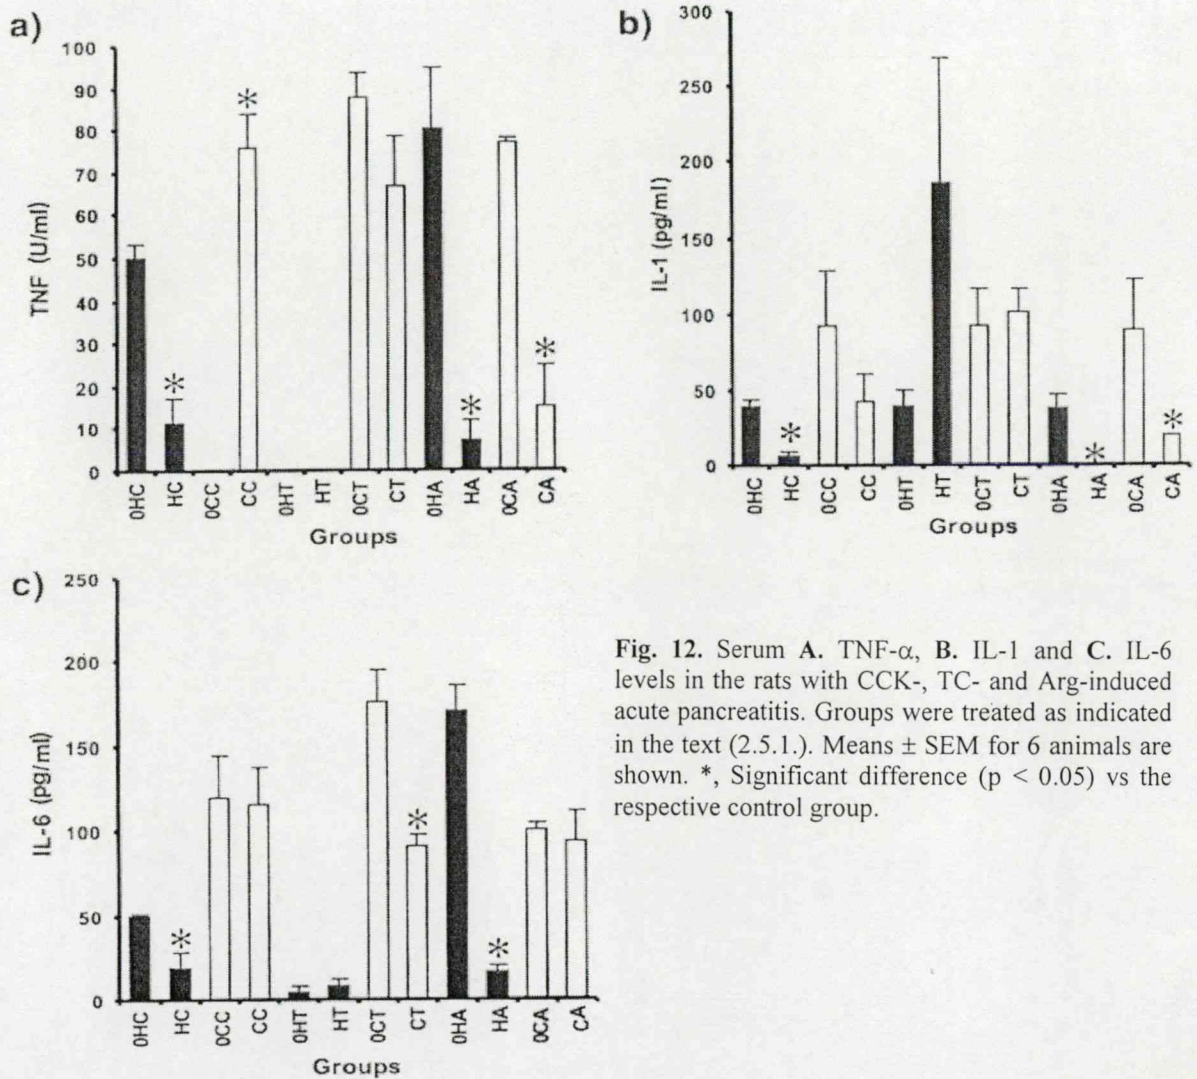 a)
100
90
80
70
60
50
40
30
20
10
0
TNF (U/ml)
* * * *
0HC HC 0CC CC 0HT HT 0CT CT 0HA HA 0CA CA
Groups
b)
300
250
200
150
100
50
0
IL-1 (pg/ml)
* * *
0HC HC 0CC CC 0HT HT 0CT CT 0HA HA 0CA CA
Groups
c)
250
200
150
100
50
0
IL-6 (pg/ml)
* * *
0HC HC 0CC CC 0HT HT 0CT CT 0HA HA 0CA CA
Groups
Fig. 12. Serum A. TNF-α, B. IL-1 and C. IL-6
levels in the rats with CCK-, TC- and Arg-induced
acute pancreatitis. Groups were treated as indicated
in the text (2.5.1.). Means ± SEM for 6 animals are
shown. *, Significant difference (p < 0.05) vs the
respective control group.